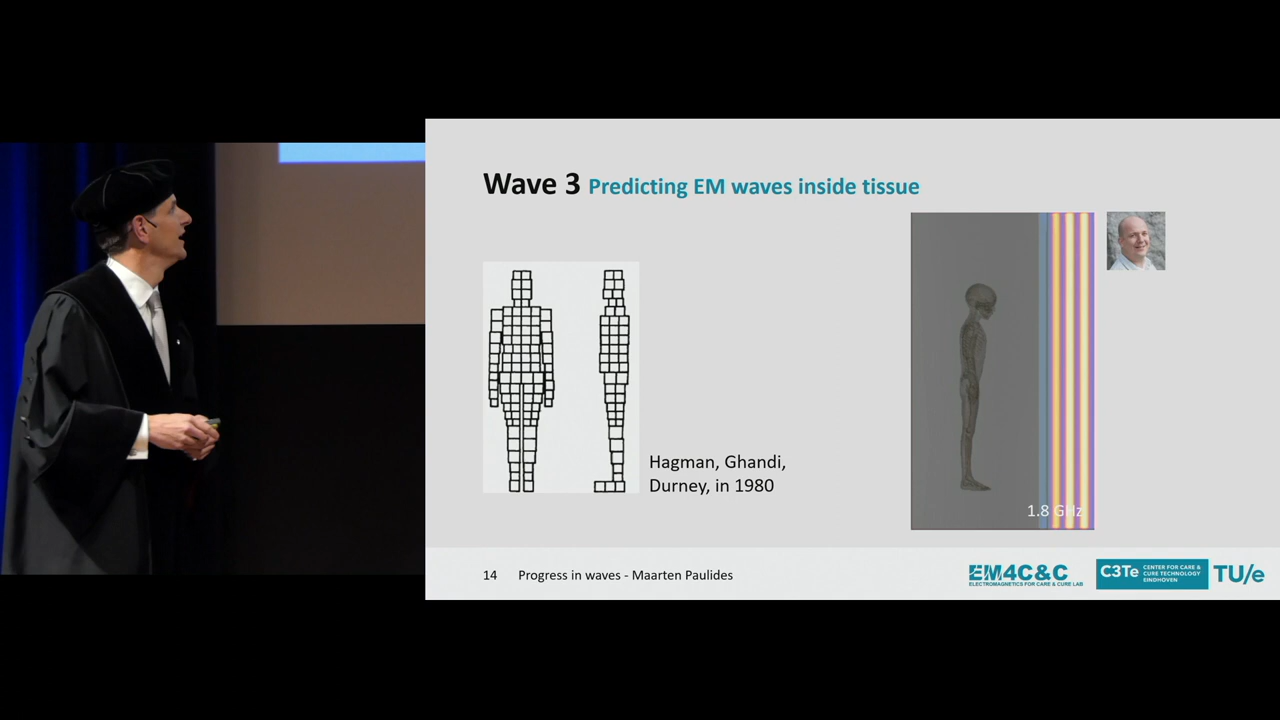 Wave 3 Predicting EM waves inside tissue
Hagman, Ghandi,
Durney, in 1980
1.8 GHz
14 Progress in waves - Maarten Paulides
EM4C&C
ELECTROMAGNETICS FOR CARE & CURE LAB
C3Te
CENTER FOR CARE &
CURE TECHNOLOGY
EINDHOVEN
TU/e